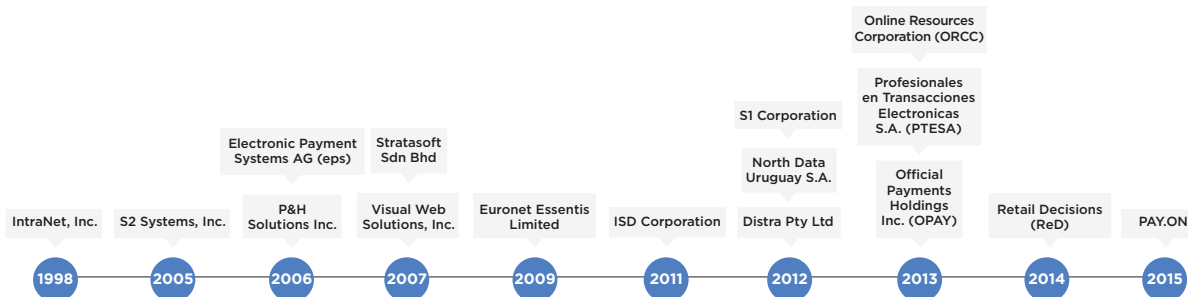 Online Resources
Corporation (ORCC)
Profesionales
en Transacciones
Electronicas
S.A. (PTESA)
S1 Corporation
Electronic Payment
Systems AG (eps)
Stratasoft
Sdn Bhd
North Data
Uruguay S.A.
Official
Payments
Holdings
Inc. (OPAY)
IntraNet, Inc.
S2 Systems, Inc.
P&H
Solutions Inc.
Visual Web
Solutions, Inc.
Euronet Essentis
Limited
ISD Corporation
Distra Pty Ltd
Retail Decisions
(ReD)
PAY.ON
1998
2005
2006
2007
2009
2011
2012
2013
2014
2015